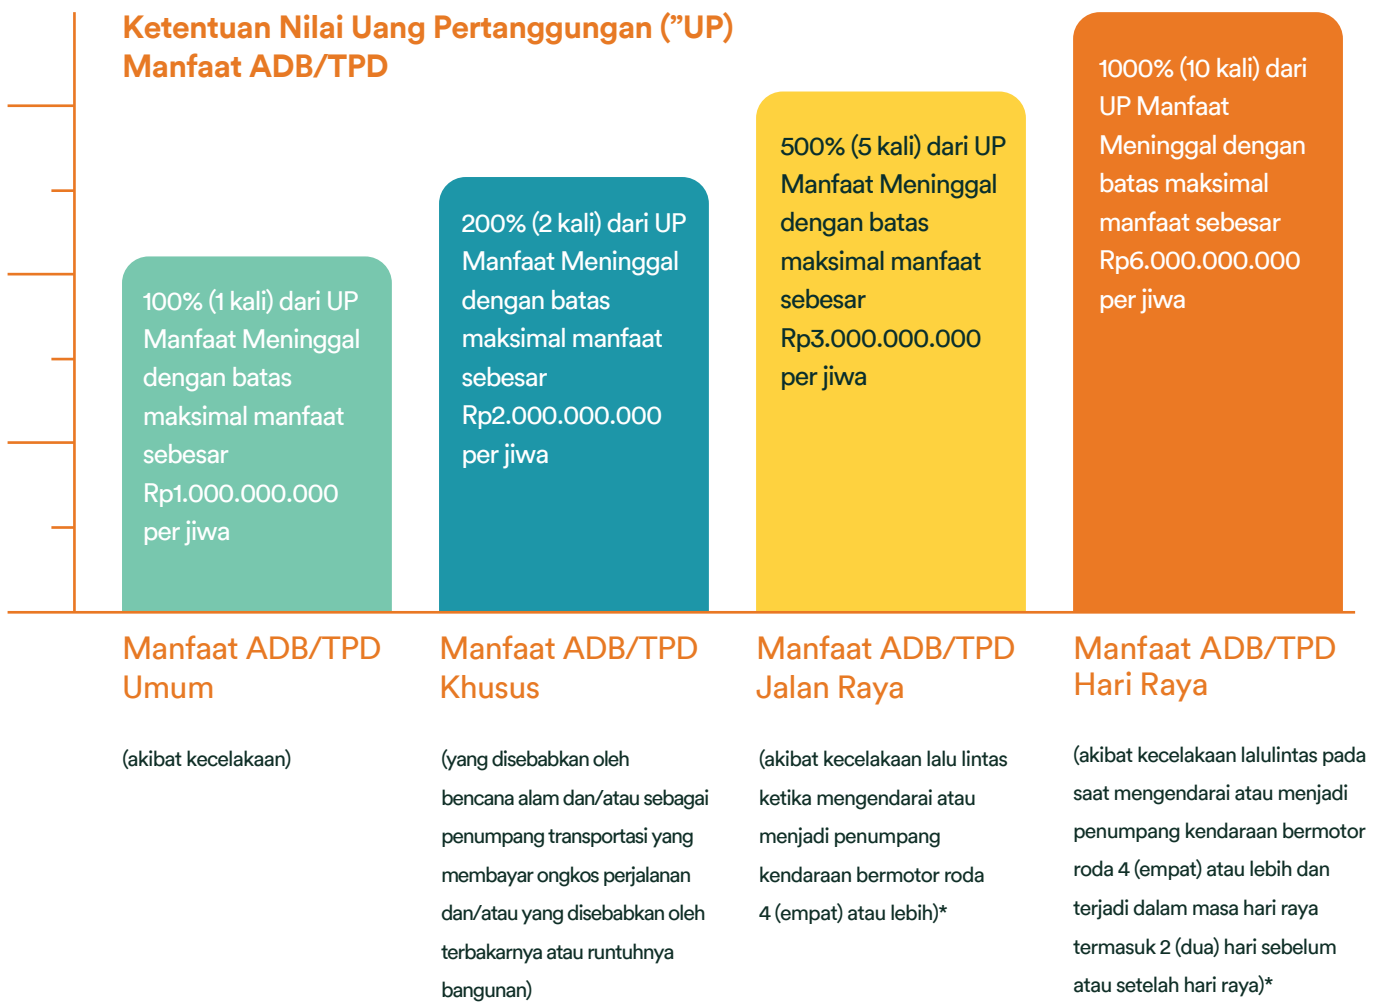 Ketentuan Nilai Uang Pertanggungan (”UP)
Manfaat ADB/TPD
100% (1 kali) dari UP
Manfaat Meninggal
dengan batas
maksimal manfaat
sebesar
Rp1.000.000.000
per jiwa
200% (2 kali) dari UP
Manfaat Meninggal
dengan batas
maksimal manfaat
sebesar
Rp2.000.000.000
per jiwa
500% (5 kali) dari UP
Manfaat Meninggal
dengan batas
maksimal manfaat
sebesar
Rp3.000.000.000
per jiwa
1000% (10 kali) dari
UP Manfaat
Meninggal dengan
batas maksimal
manfaat sebesar
Rp6.000.000.000
per jiwa
Manfaat ADB/TPD
Umum
(akibat kecelakaan)
Manfaat ADB/TPD
Khusus
(yang disebabkan oleh
bencana alam dan/atau sebagai
penumpang transportasi yang
membayar ongkos perjalanan
dan/atau yang disebabkan oleh
terbakarnya atau runtuhnya
bangunan)
Manfaat ADB/TPD
Jalan Raya
(akibat kecelakaan lalu lintas
ketika mengendarai atau
menjadi penumpang
kendaraan bermotor roda
4 (empat) atau lebih)*
Manfaat ADB/TPD
Hari Raya
(akibat kecelakaan lalulintas pada
saat mengendarai atau menjadi
penumpang kendaraan bermotor
roda 4 (empat) atau lebih dan
terjadi dalam masa hari raya
termasuk 2 (dua) hari sebelum
atau setelah hari raya)*